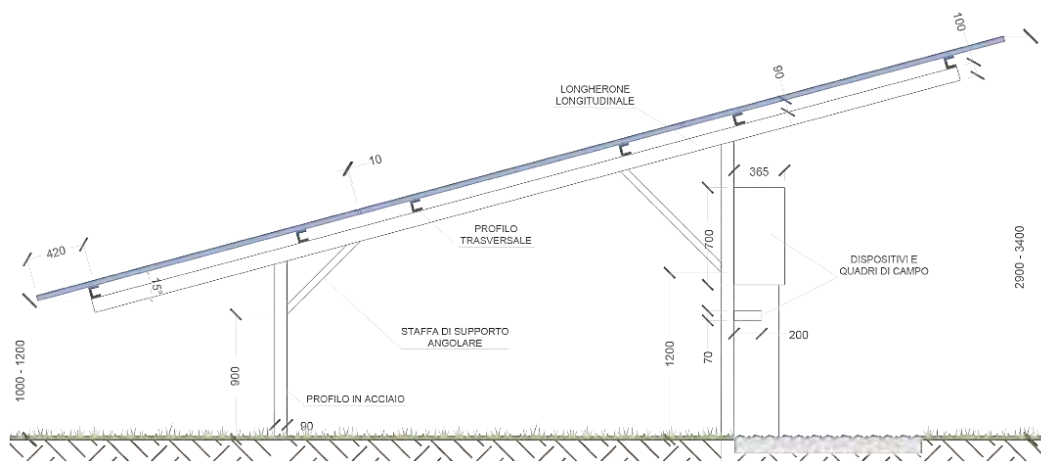 100
90
LONGHERONE
LONGITUDINALE
10
365
420
PROFILO
TRASVERSALE
700
DISPOSITIVI E
QUADRI DI CAMPO
2900 - 3400
15°
STAFFA DI SUPPORTO
ANGOLARE
200
70
1200
1000 - 1200
900
PROFILO IN ACCIAIO
90